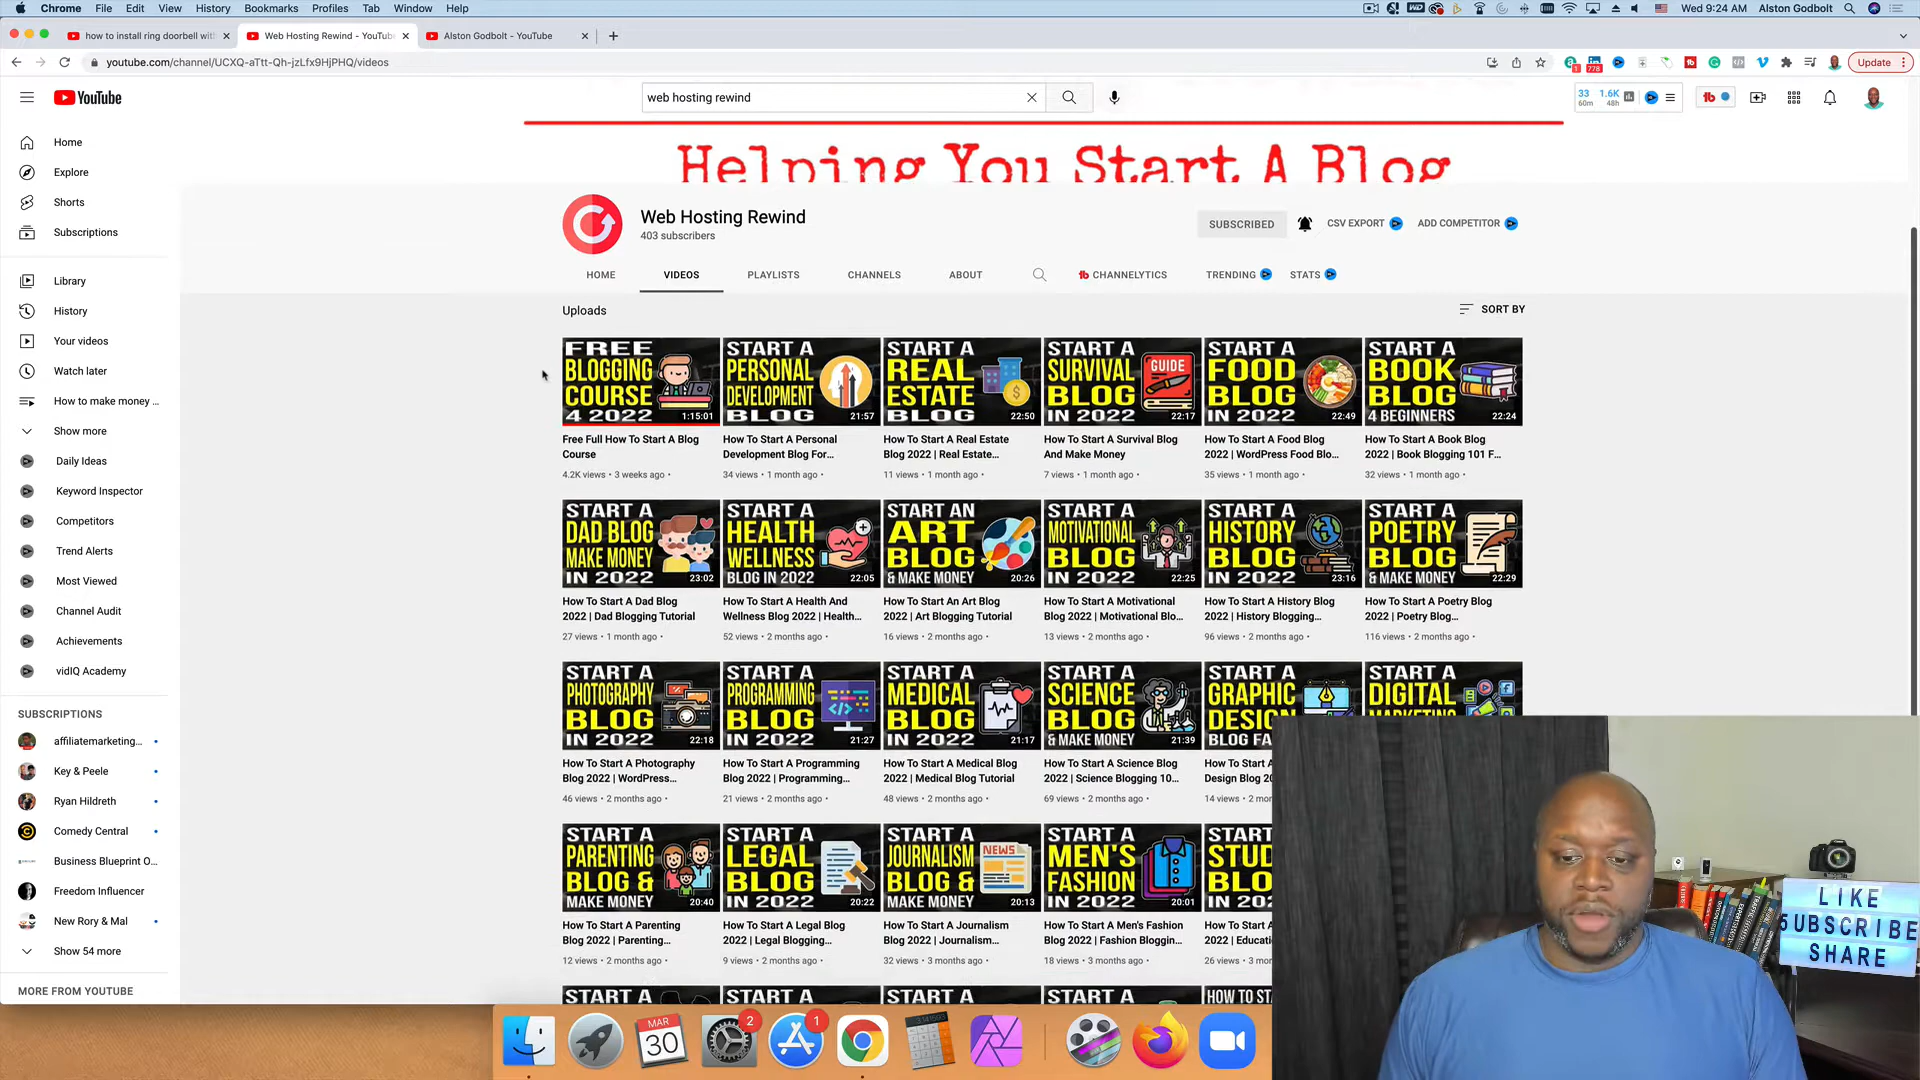 Chrome File Edit View History Bookmarks Profiles Tab Window Help
Wed 9:24 AM Alston Godbolt
how to install ring doorbell wit
Web Hosting Rewind - YouTube
Alston Godbolt - YouTube
youtube.com/channel/UCXQ-aTtt-Qh-jzLfx9HjPHQ/videos
1 778 Update
YouTube
web hosting rewind
33 60m 1.6K 48h
Home
Explore
Shorts
Subscriptions
Library
History
Your videos
Watch later
How to make money ...
Show more
Daily Ideas
Keyword Inspector
Competitors
Trend Alerts
Most Viewed
Channel Audit
Achievements
vidIQ Academy
SUBSCRIPTIONS
affiliatemarketing...
Key & Peele
Ryan Hildreth
Comedy Central
Business Blueprint O...
Freedom Influencer
New Rory & Mal
Show 54 more
MORE FROM YOUTUBE
Helping You Start A Blog
Web Hosting Rewind
403 subscribers
SUBSCRIBED
CSV EXPORT
ADD COMPETITOR
HOME VIDEOS PLAYLISTS CHANNELS ABOUT CHANNELYTICS TRENDING STATS
Uploads
SORT BY
FREE BLOGGING COURSE 4 2022 1:15:01
START A PERSONAL DEVELOPMENT BLOG 21:57
START A REAL ESTATE BLOG 22:50
START A SURVIVAL BLOG IN 2022 GUIDE 22:17
START A FOOD BLOG IN 2022 22:49
START A BOOK BLOG 4 BEGINNERS 22:24
Free Full How To Start A Blog Course
4.2K views • 3 weeks ago
How To Start A Personal Development Blog For...
34 views • 1 month ago
How To Start A Real Estate Blog 2022 | Real Estate...
11 views • 1 month ago
How To Start A Survival Blog And Make Money
7 views • 1 month ago
How To Start A Food Blog 2022 | WordPress Food Blo...
35 views • 1 month ago
How To Start A Book Blog 2022 | Book Blogging 101 F...
32 views • 1 month ago
START A DAD BLOG MAKE MONEY IN 2022 23:02
START A HEALTH WELLNESS BLOG IN 2022 22:05
START AN ART BLOG & MAKE MONEY 20:26
START A MOTIVATIONAL BLOG IN 2022 22:25
START A HISTORY BLOG IN 2022 23:16
START A POETRY BLOG & MAKE MONEY 22:29
How To Start A Dad Blog 2022 | Dad Blogging Tutorial
27 views • 1 month ago
How To Start A Health And Wellness Blog 2022 | Health...
52 views • 2 months ago
How To Start An Art Blog 2022 | Art Blogging Tutorial
16 views • 2 months ago
How To Start A Motivational Blog 2022 | Motivational Blo...
13 views • 2 months ago
How To Start A History Blog 2022 | History Blogging...
96 views • 2 months ago
How To Start A Poetry Blog 2022 | Poetry Blog...
116 views • 2 months ago
START A PHOTOGRAPHY BLOG IN 2022 22:18
START A PROGRAMMING BLOG IN 2022 21:27
START A MEDICAL BLOG IN 2022 21:17
START A SCIENCE BLOG & MAKE MONEY 21:39
START A GRAPHIC DESIGN BLOG
START A DIGITAL
How To Start A Photography Blog 2022 | WordPress...
46 views • 2 months ago
How To Start A Programming Blog 2022 | Programming...
21 views • 2 months ago
How To Start A Medical Blog 2022 | Medical Blog Tutorial
48 views • 2 months ago
How To Start A Science Blog 2022 | Science Blogging 10...
69 views • 2 months ago
How To Start A
Design Blog 20
14 views • 2 mon
START A PARENTING BLOG & MAKE MONEY 20:40
START A LEGAL BLOG IN 2022 20:22
START A JOURNALISM BLOG & MAKE MONEY NEWS 20:13
START A MEN'S FASHION BLOG IN 2022 20:01
START A STUD BLOG IN 20
How To Start A Parenting Blog 2022 | Parenting...
12 views • 2 months ago
How To Start A Legal Blog 2022 | Legal Blogging...
9 views • 2 months ago
How To Start A Journalism Blog 2022 | Journalism...
32 views • 3 months ago
How To Start A Men's Fashion Blog 2022 | Fashion Bloggin...
18 views • 3 months ago
How To Start A
2022 | Educati
26 views • 3 mon
START A
START A
START A
START A
HOW TO STA
LIKE
SUBSCRIBE
SHARE
MAR 30
2
1